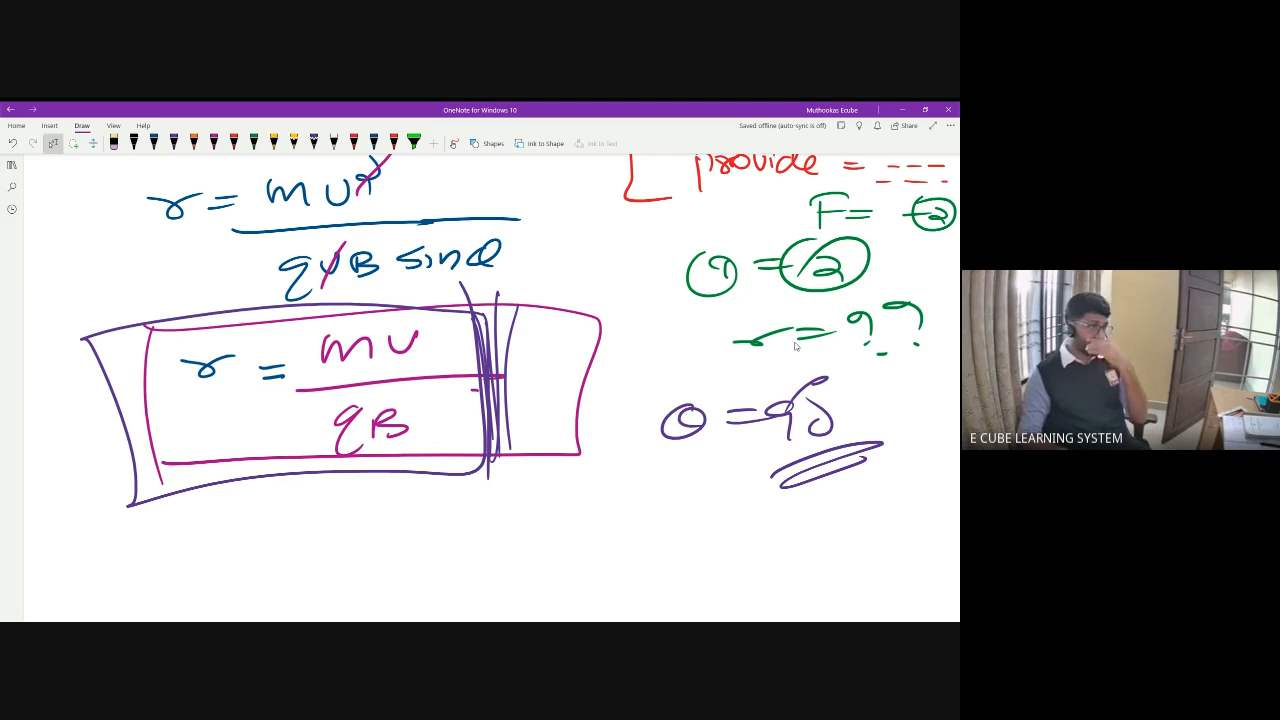 OneNote for Windows 10
Muthookas Ecube
Home Insert Draw View Help
Saved offline (auto-sync is off)
Share
Shapes
Ink to Shape
Ink to Text
provide =
r = mv²
qvB sinθ
F =
= 2
r = ??
r = mv
qB
θ = 90
E CUBE LEARNING SYSTEM